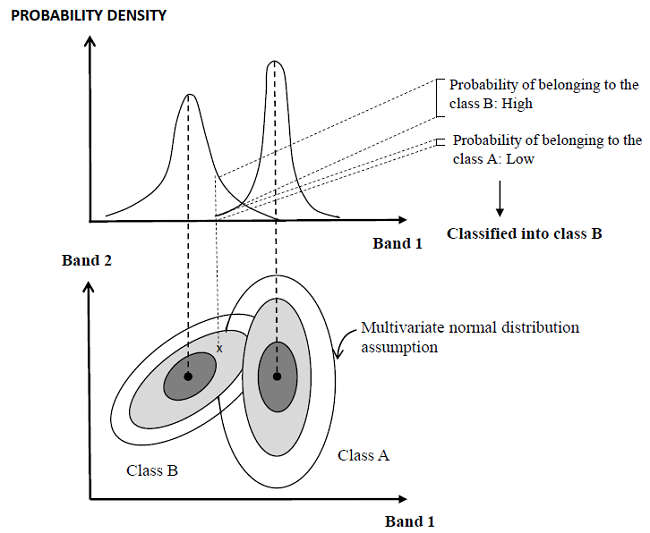 PROBABILITY DENSITY
Probability of belonging to the
class B: High
Probability of belonging to the
class A: Low
Classified into class B
Band 1
Band 2
Multivariate normal distribution
assumption
x
Class A
Class B
Band 1